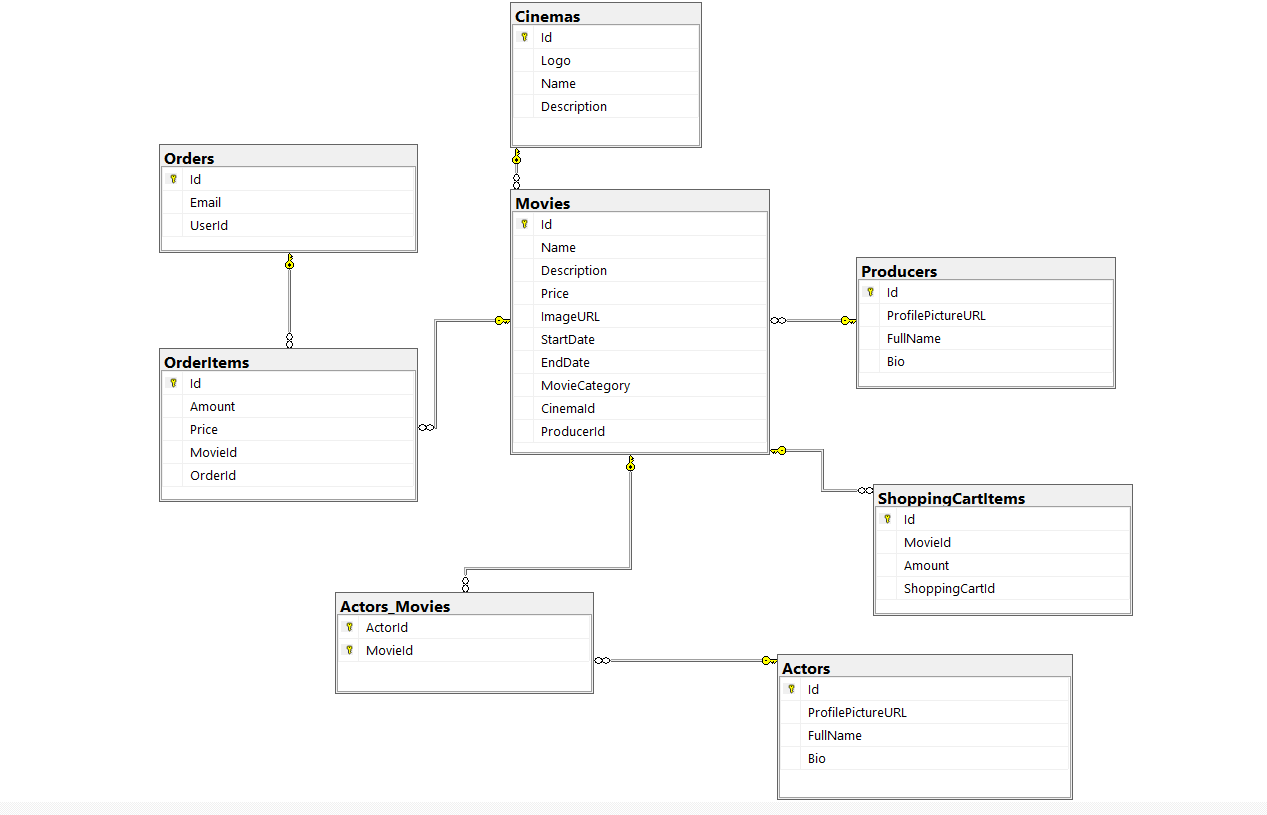 Cinemas
Id
Logo
Name
Description
Orders
Id
Email
UserId
Movies
Id
Name
Description
Price
ImageURL
StartDate
EndDate
MovieCategory
CinemaId
ProducerId
Producers
Id
ProfilePictureURL
FullName
Bio
OrderItems
Id
Amount
Price
MovieId
OrderId
ShoppingCartItems
Id
MovieId
Amount
ShoppingCartId
Actors_Movies
ActorId
MovieId
Actors
Id
ProfilePictureURL
FullName
Bio